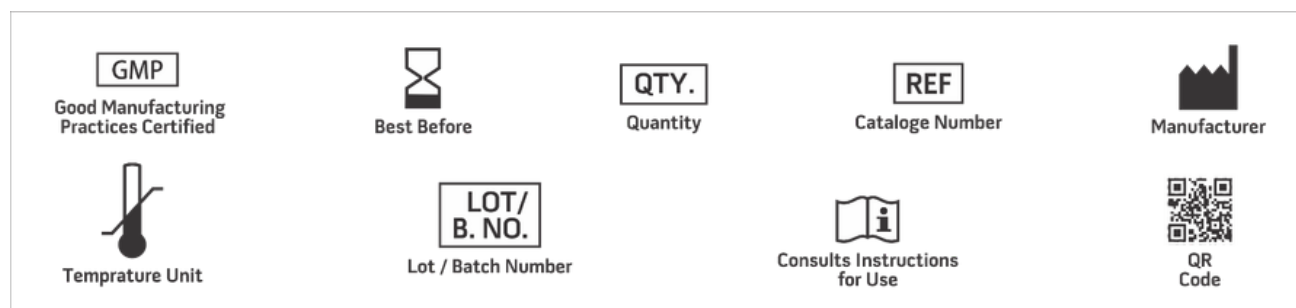 GMP
Good Manufacturing
Practices Certified
Best Before
QTY.
Quantity
REF
Cataloge Number
Manufacturer
Temprature Unit
LOT/
B. NO.
Lot / Batch Number
i
Consults Instructions
for Use
QR
Code